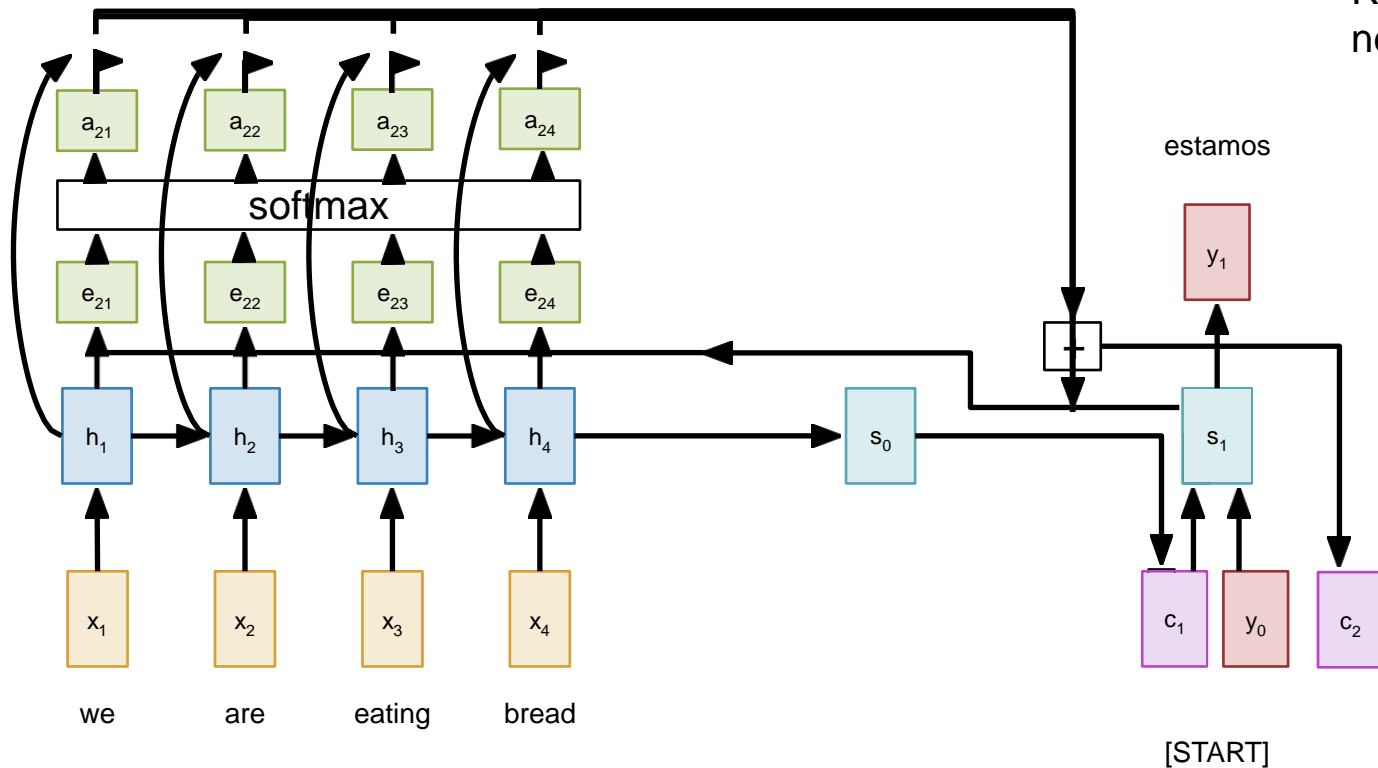 a21 a22 a23 a24
estamos
softmax
y1
e21 e22 e23 e24
+
h1 h2 h3 h4 s0 s1
x1 x2 x3 x4 c1 y0 c2
we are eating bread
[START]